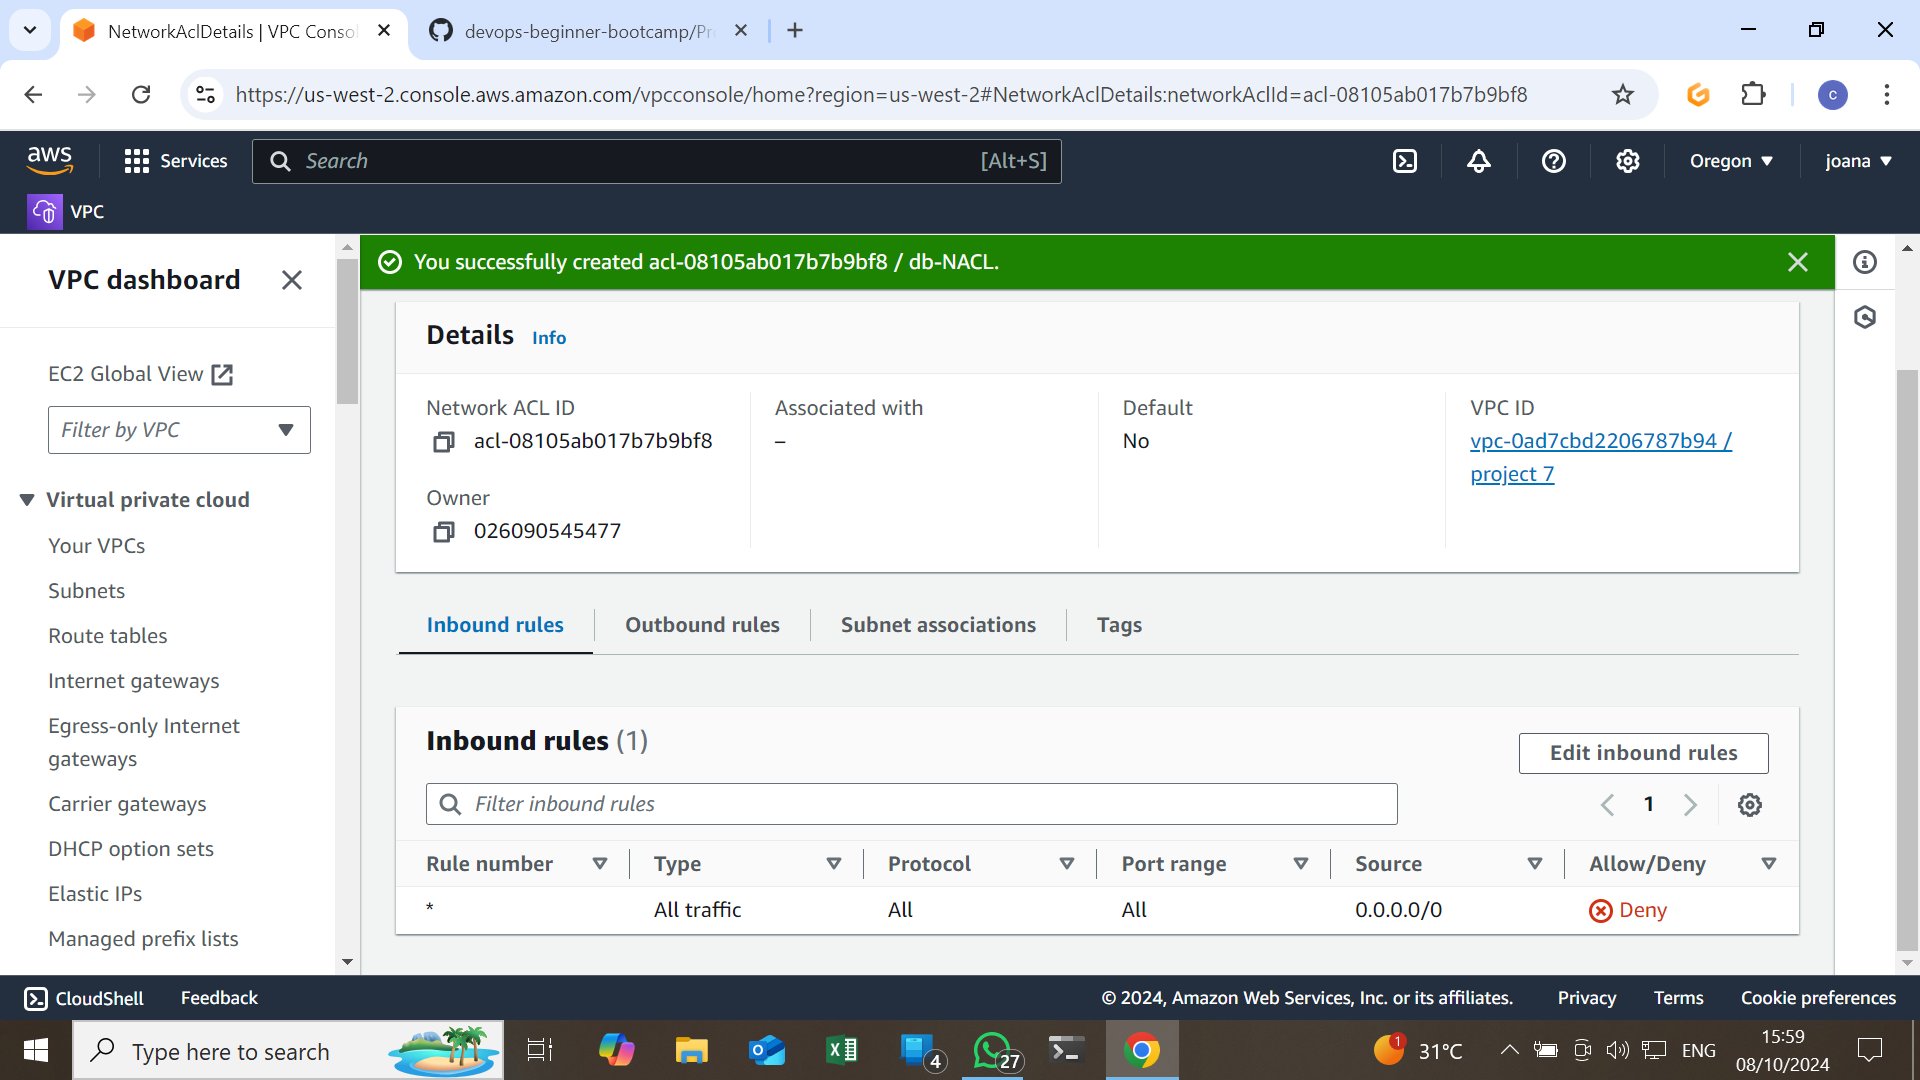 NetworkAclDetails | VPC Consol
devops-beginner-bootcamp/Pr
https://us-west-2.console.aws.amazon.com/vpcconsole/home?region=us-west-2#NetworkAclDetails:networkAclId=acl-08105ab017b7b9bf8
C
aws
Services
Search
[Alt+S]
Oregon
joana
VPC
VPC dashboard
EC2 Global View
Filter by VPC
Virtual private cloud
Your VPCs
Subnets
Route tables
Internet gateways
Egress-only Internet
gateways
Carrier gateways
DHCP option sets
Elastic IPs
Managed prefix lists
You successfully created acl-08105ab017b7b9bf8 / db-NACL.
Details Info
Network ACL ID
acl-08105ab017b7b9bf8
Owner
026090545477
Associated with
–
Default
No
VPC ID
vpc-0ad7cbd2206787b94 /
project 7
Inbound rules Outbound rules Subnet associations Tags
Inbound rules (1)
Edit inbound rules
Filter inbound rules
1
Rule number Type Protocol Port range Source Allow/Deny
* All traffic All All 0.0.0.0/0 Deny
CloudShell Feedback
© 2024, Amazon Web Services, Inc. or its affiliates. Privacy Terms Cookie preferences
Type here to search
4
27
1
31°C
ENG
15:59
08/10/2024